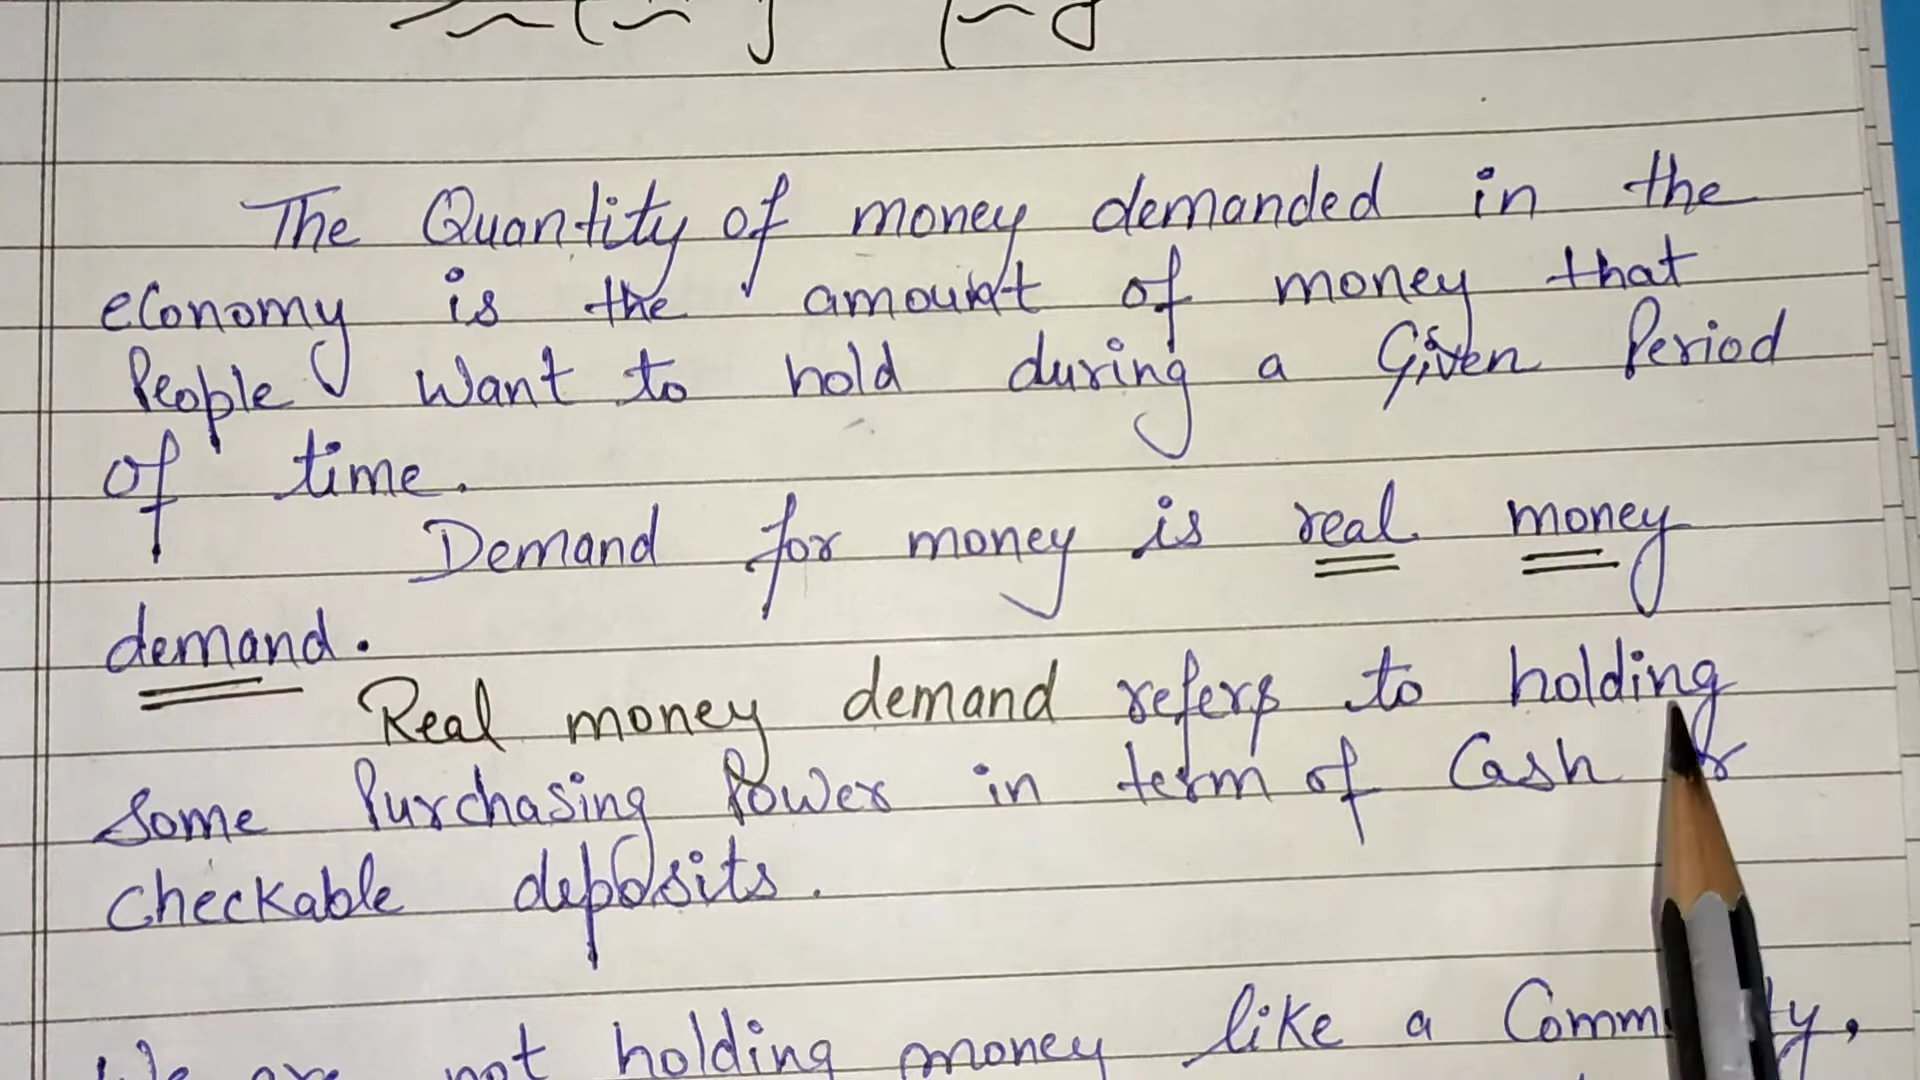 The Quantity of money demanded in the
economy is the amount of money that
People want to hold during a Given Period
of time.
Demand for money is real money
demand.
Real money demand refers to holding
Some Purchasing Power in term of Cash
Checkable deposits.
We are not holding money like a